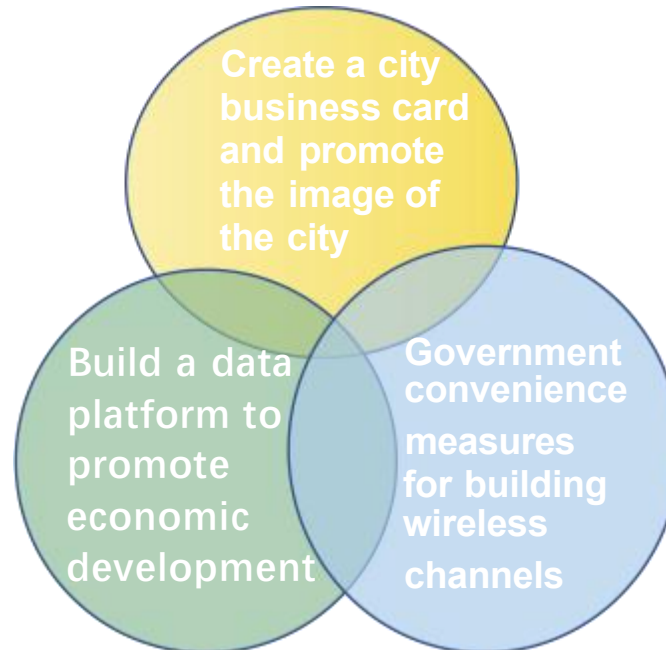 Create a city
business card
and promote
the image of
the city
Build a data
platform to
promote
economic
development
Government
convenience
measures
for building
wireless
channels